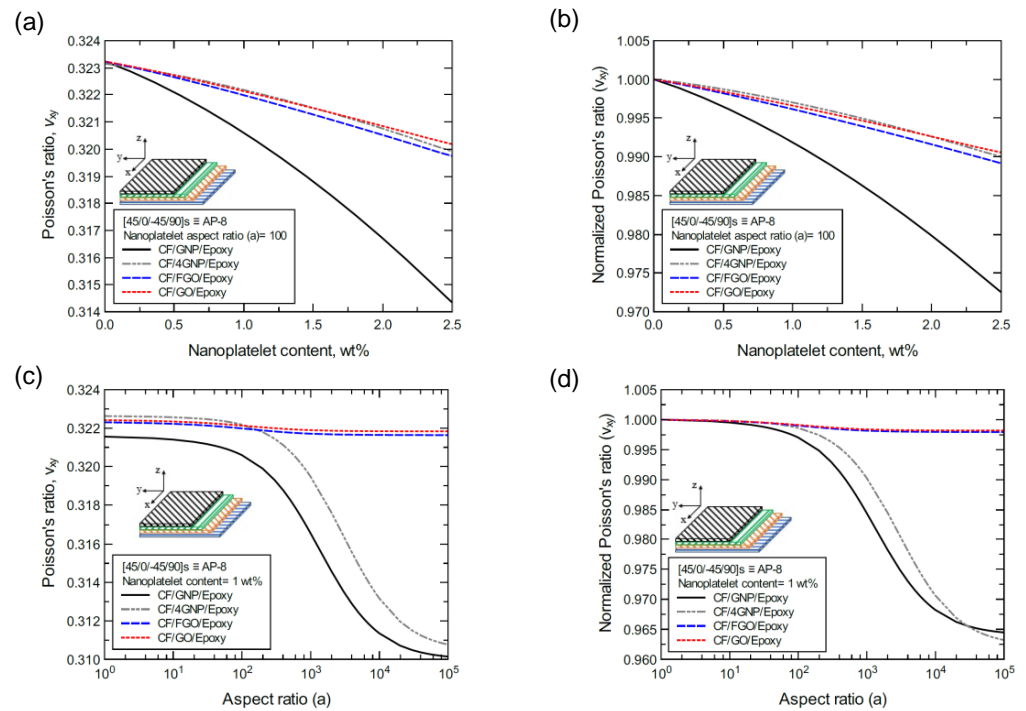 (a)
0.324
0.323
0.322
0.321
0.320
0.319
0.318
0.317
0.316
0.315
0.314
Poisson's ratio, νxy
z
y
x
[45/0/-45/90]s ≡ AP-8
Nanoplatelet aspect ratio (a)= 100
CF/GNP/Epoxy
CF/4GNP/Epoxy
CF/FGO/Epoxy
CF/GO/Epoxy
0.0 0.5 1.0 1.5 2.0 2.5
Nanoplatelet content, wt%
(b)
1.005
1.000
0.995
0.990
0.985
0.980
0.975
0.970
Normalized Poisson's ratio (νxy)
z
y
x
[45/0/-45/90]s ≡ AP-8
Nanoplatelet aspect ratio (a)= 100
CF/GNP/Epoxy
CF/4GNP/Epoxy
CF/FGO/Epoxy
CF/GO/Epoxy
0.0 0.5 1.0 1.5 2.0 2.5
Nanoplatelet content, wt%
(c)
0.324
0.322
0.320
0.318
0.316
0.314
0.312
0.310
Poisson's ratio, νxy
z
y
x
[45/0/-45/90]s ≡ AP-8
Nanoplatelet content= 1 wt%
CF/GNP/Epoxy
CF/4GNP/Epoxy
CF/FGO/Epoxy
CF/GO/Epoxy
10⁰ 10¹ 10² 10³ 10⁴ 10⁵
Aspect ratio (a)
(d)
1.005
1.000
0.995
0.990
0.985
0.980
0.975
0.970
0.965
0.960
Normalized Poisson's ratio (νxy)
z
y
x
[45/0/-45/90]s ≡ AP-8
Nanoplatelet content= 1 wt%
CF/GNP/Epoxy
CF/4GNP/Epoxy
CF/FGO/Epoxy
CF/GO/Epoxy
10⁰ 10¹ 10² 10³ 10⁴ 10⁵
Aspect ratio (a)